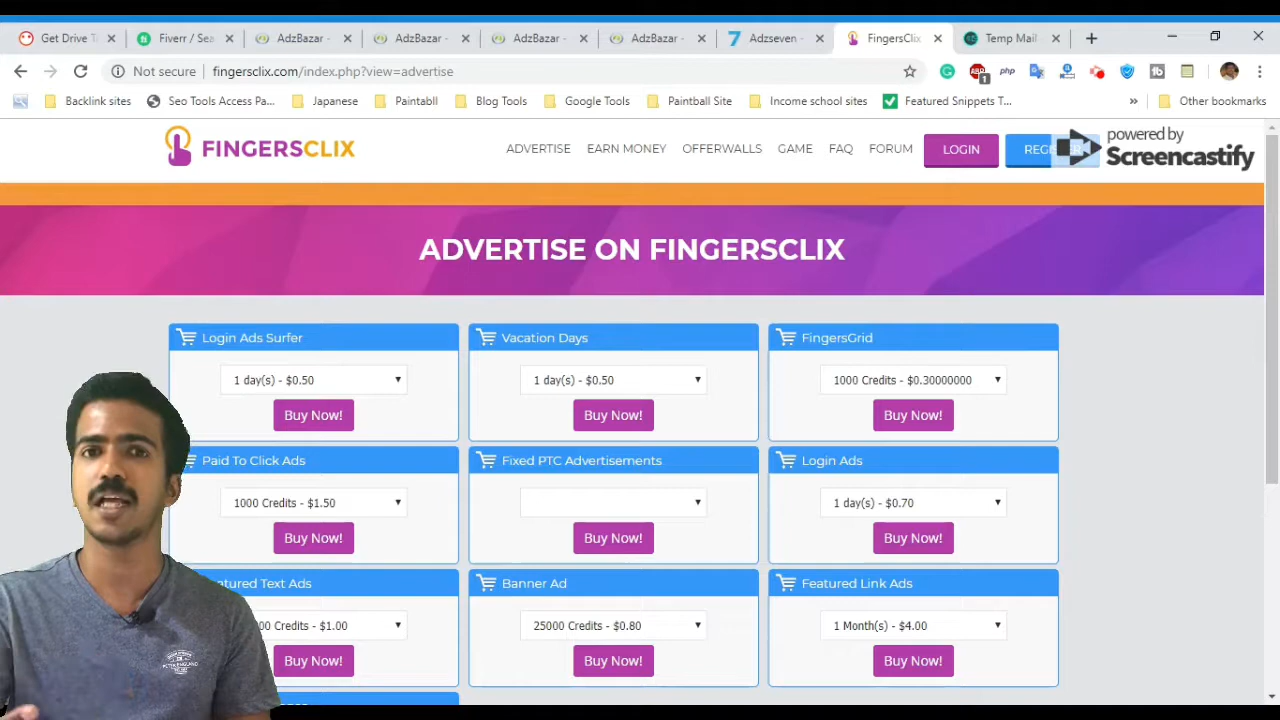 Get Drive T
Fiverr / Sea
AdzBazar -
AdzBazar -
AdzBazar -
AdzBazar -
Adzseven -
FingersClix
Temp Mail
Not secure
fingersclix.com/index.php?view=advertise
Backlink sites
Seo Tools Access Pa...
Japanese
Paintabll
Blog Tools
Google Tools
Paintball Site
Income school sites
Featured Snippets T...
Other bookmarks
FINGERSCLIX
ADVERTISE
EARN MONEY
OFFERWALLS
GAME
FAQ
FORUM
LOGIN
powered by
Screencastify
ADVERTISE ON FINGERSCLIX
Login Ads Surfer
Vacation Days
FingersGrid
1 day(s) - $0.50
1 day(s) - $0.50
1000 Credits - $0.30000000
Buy Now!
Buy Now!
Buy Now!
Paid To Click Ads
Fixed PTC Advertisements
Login Ads
1000 Credits - $1.50
1 day(s) - $0.70
Buy Now!
Buy Now!
Buy Now!
Text Ads
Banner Ad
Featured Link Ads
Credits - $1.00
25000 Credits - $0.80
1 Month(s) - $4.00
Buy Now!
Buy Now!
Buy Now!